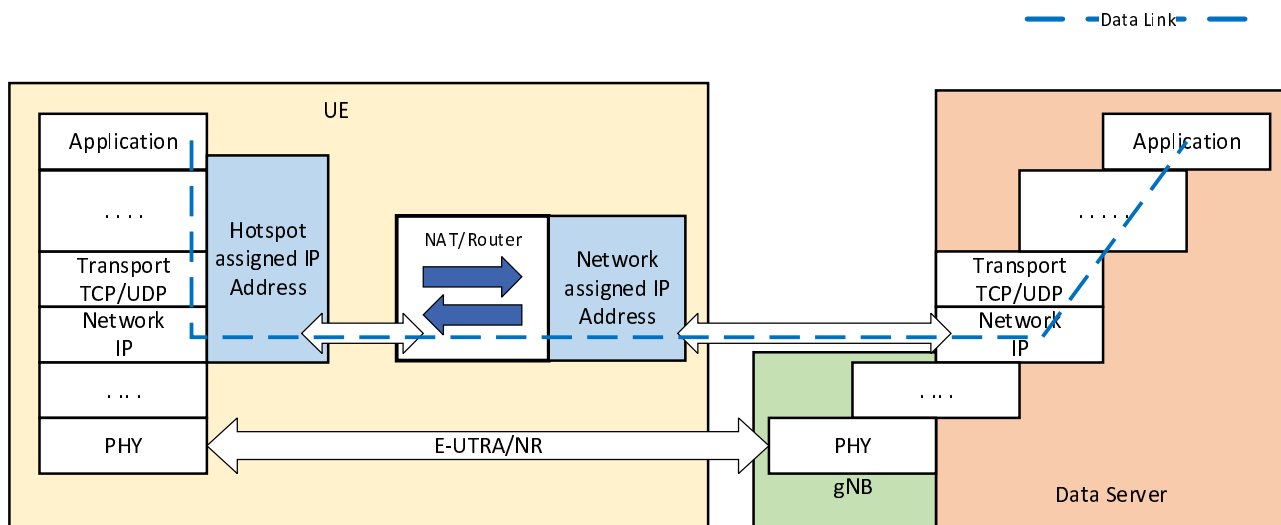 Data Link
UE
Application
. . . .
Transport
TCP/UDP
Network
IP
. . . .
PHY
Hotspot
assigned IP
Address
NAT/Router
Network
assigned IP
Address
E-UTRA/NR
Application
. . . . .
Transport
TCP/UDP
Network
IP
. . . .
PHY
gNB
Data Server